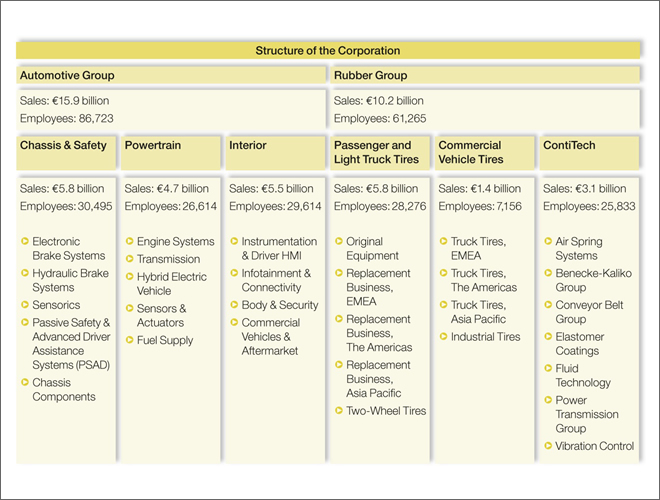 Structure of the Corporation
Automotive Group
Rubber Group
Sales: €15.9 billion
Employees: 86,723
Sales: €10.2 billion
Employees: 61,265
Chassis & Safety
Powertrain
Interior
Passenger and
Light Truck Tires
Commercial
Vehicle Tires
ContiTech
Sales: €5.8 billion
Employees: 30,495
Electronic
Brake Systems
Hydraulic Brake
Systems
Sensorics
Passive Safety &
Advanced Driver
Assistance
Systems (PSAD)
Chassis
Components
Sales: €4.7 billion
Employees: 26,614
Engine Systems
Transmission
Hybrid Electric
Vehicle
Sensors &
Actuators
Fuel Supply
Sales: €5.5 billion
Employees: 29,614
Instrumentation
& Driver HMI
Infotainment &
Connectivity
Body & Security
Commercial
Vehicles &
Aftermarket
Sales: €5.8 billion
Employees: 28,276
Original
Equipment
Replacement
Business,
EMEA
Replacement
Business,
The Americas
Replacement
Business,
Asia Pacific
Two-Wheel Tires
Sales: €1.4 billion
Employees: 7,156
Truck Tires,
EMEA
Truck Tires,
The Americas
Truck Tires,
Asia Pacific
Industrial Tires
Sales: €3.1 billion
Employees: 25,833
Air Spring
Systems
Benecke-Kaliko
Group
Conveyor Belt
Group
Elastomer
Coatings
Fluid
Technology
Power
Transmission
Group
Vibration Control